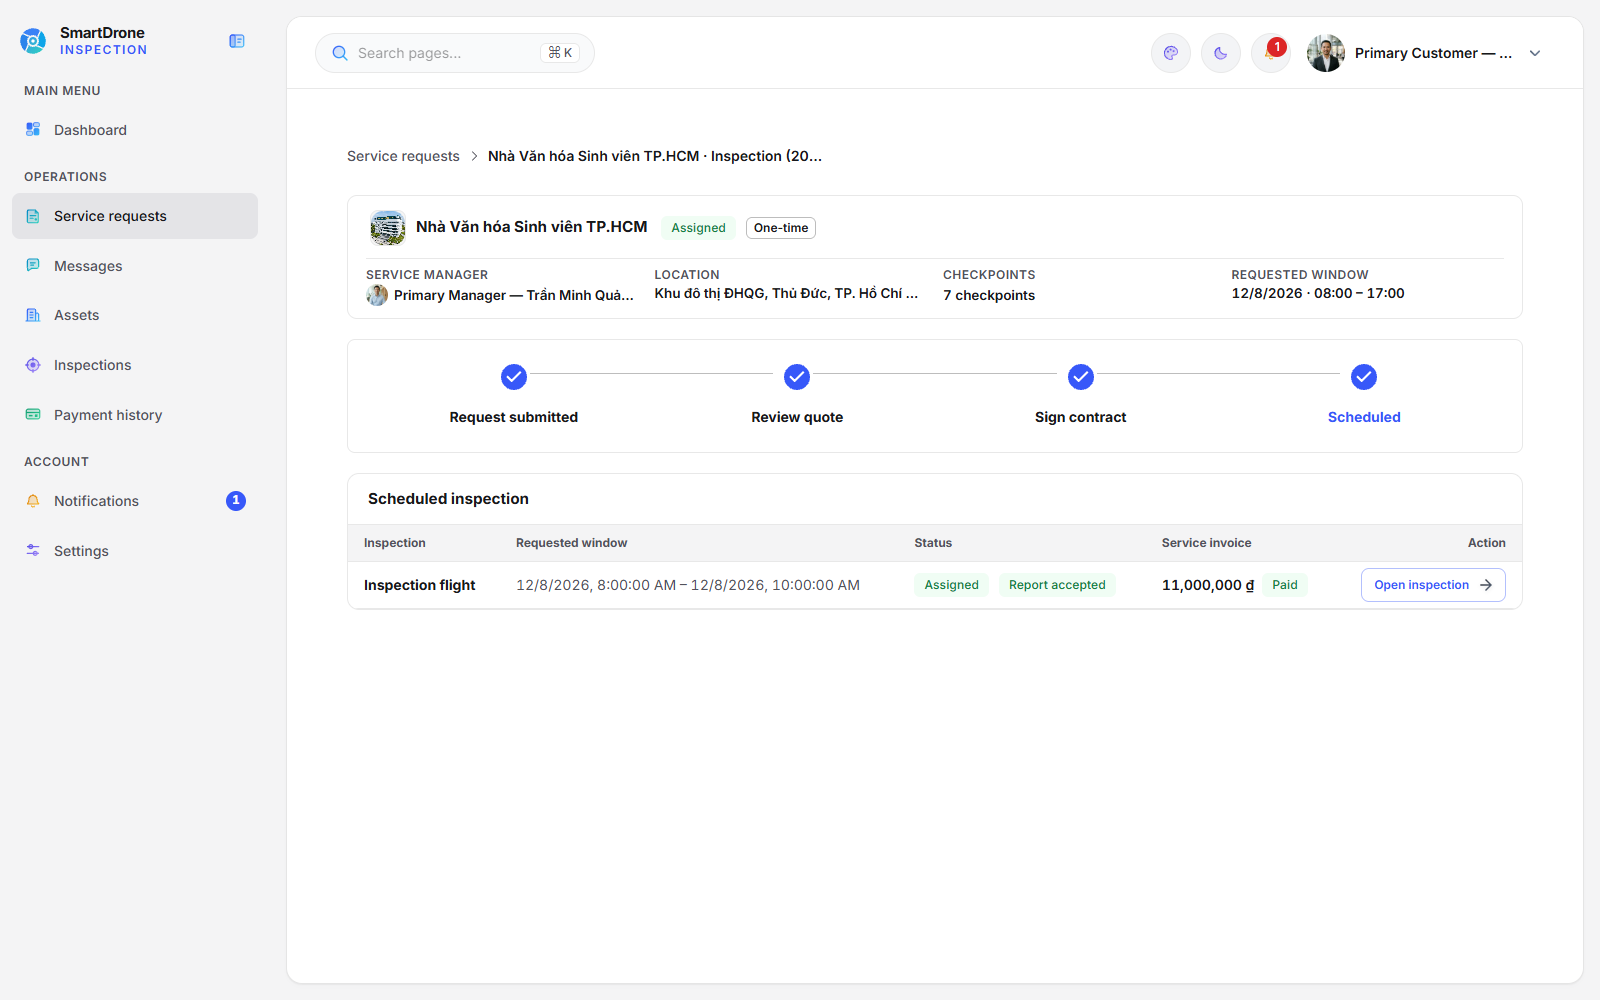 SmartDrone
INSPECTION
MAIN MENU
Dashboard
OPERATIONS
Service requests
Messages
Assets
Inspections
Payment history
ACCOUNT
Notifications 1
Settings
Search pages... ⌘ K
1
Primary Customer — ...
Service requests > Nhà Văn hóa Sinh viên TP.HCM · Inspection (20...
Nhà Văn hóa Sinh viên TP.HCM Assigned One-time
SERVICE MANAGER LOCATION CHECKPOINTS REQUESTED WINDOW
Primary Manager — Trần Minh Quả... Khu đô thị ĐHQG, Thủ Đức, TP. Hồ Chí ... 7 checkpoints 12/8/2026 · 08:00 – 17:00
Request submitted Review quote Sign contract Scheduled
Scheduled inspection
Inspection Requested window Status Service invoice Action
Inspection flight 12/8/2026, 8:00:00 AM – 12/8/2026, 10:00:00 AM Assigned Report accepted 11,000,000 ₫ Paid Open inspection →